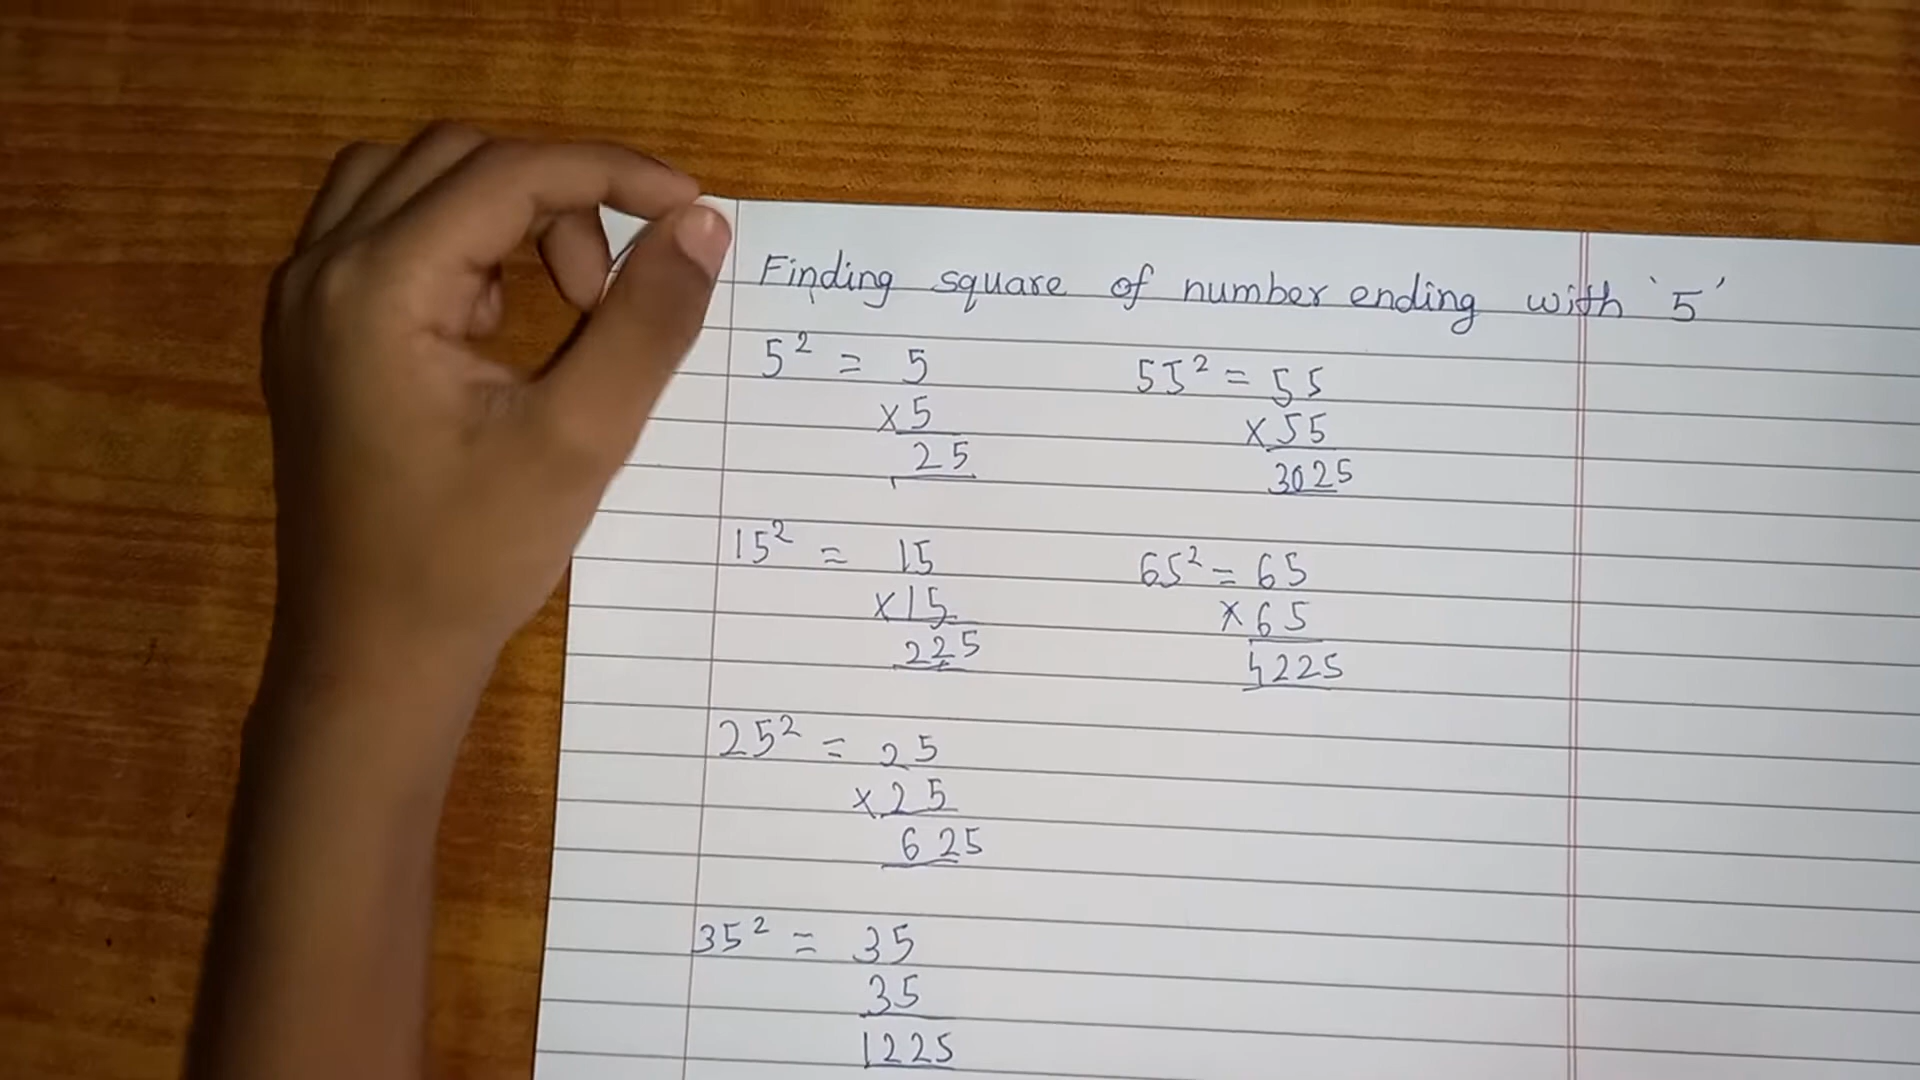 Finding square of number ending with '5'
5² = 5
×5
25
15² = 15
×15
225
25² = 25
×25
625
35² = 35
35
1225
55² = 55
×55
3025
65² = 65
×65
4225